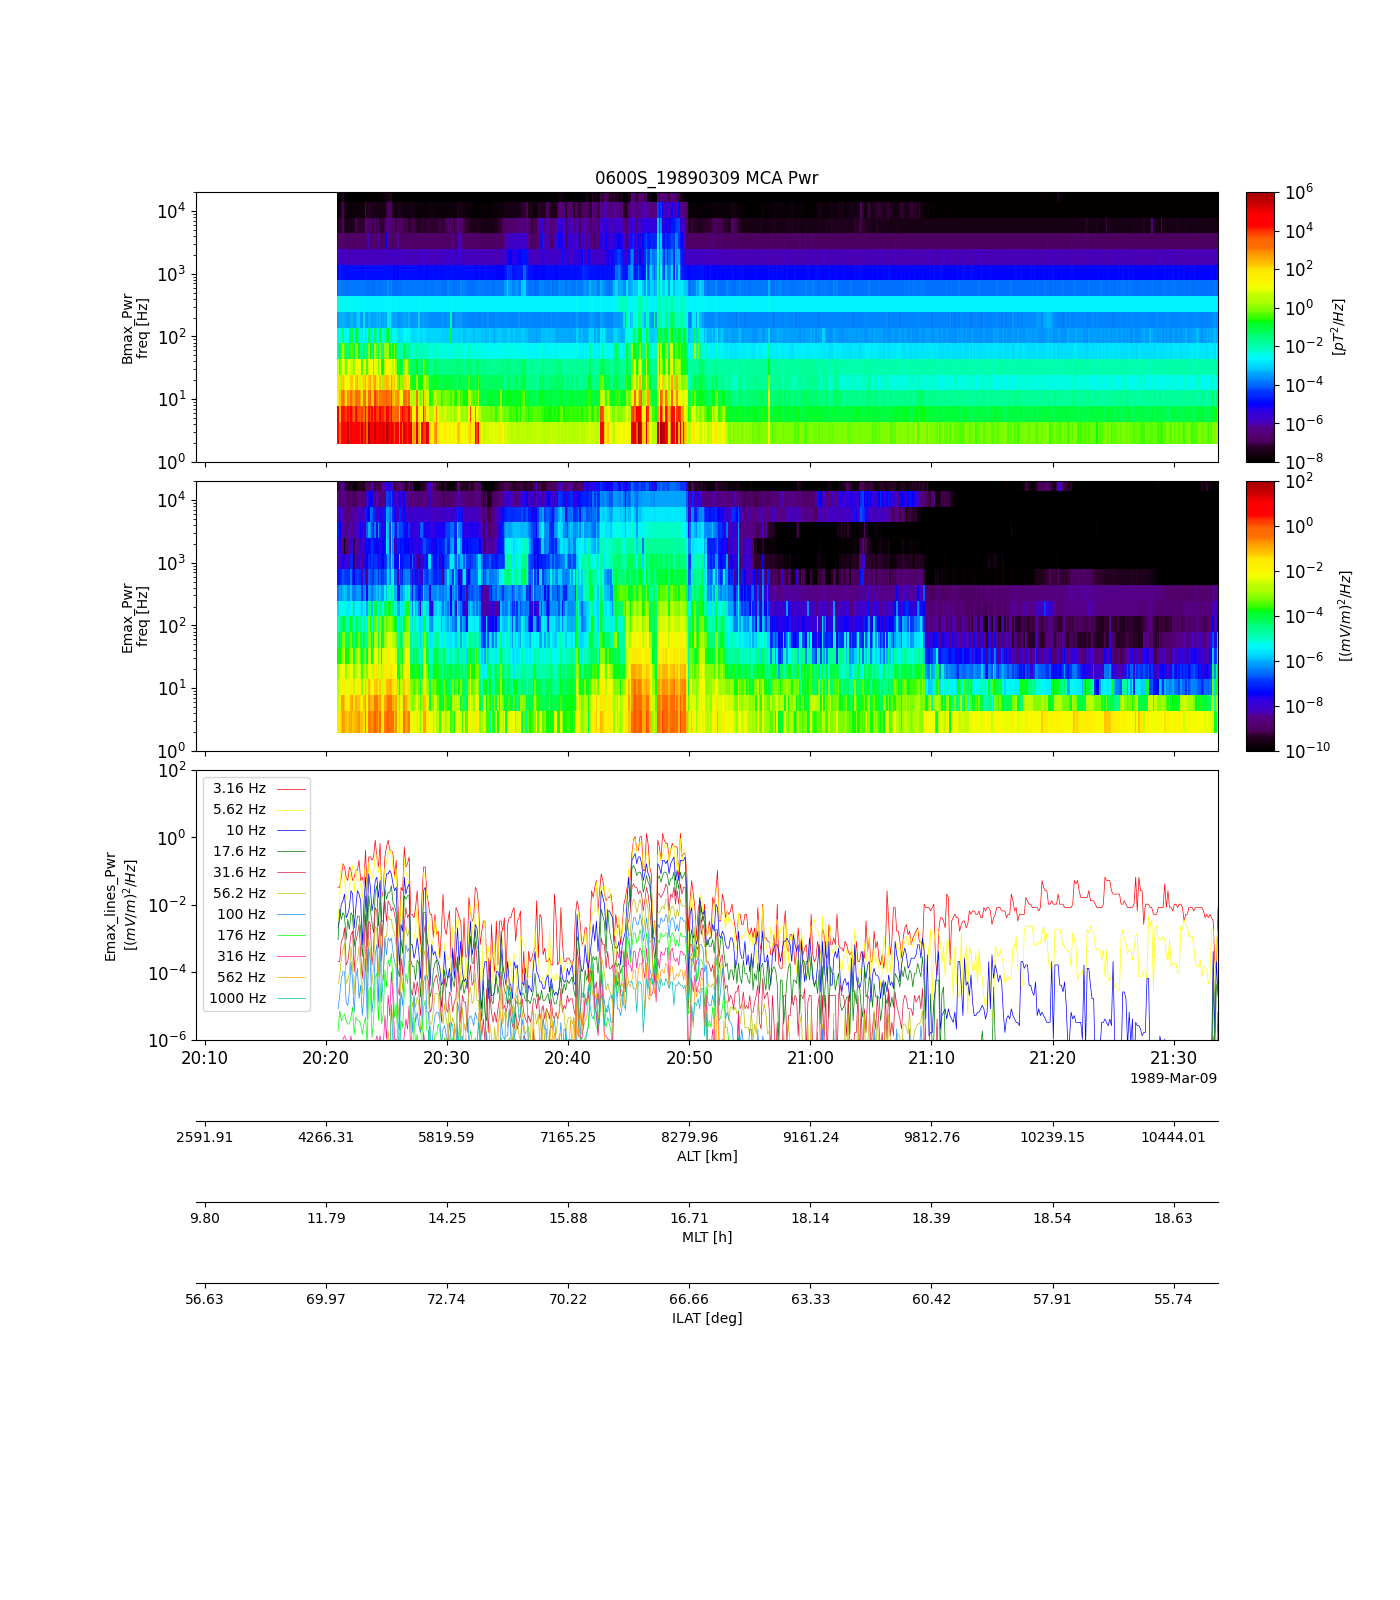 0600S_19890309 MCA Pwr
10^4
10^3
10^2
10^1
10^0
Bmax_Pwr
freq [Hz]
10^6
10^4
10^2
10^0
10^-2
10^-4
10^-6
10^-8
[pT^2/Hz]
10^4
10^3
10^2
10^1
10^0
Emax_Pwr
freq [Hz]
10^2
10^0
10^-2
10^-4
10^-6
10^-8
10^-10
[(mV/m)^2/Hz]
10^2
10^0
10^-2
10^-4
10^-6
Emax_lines_Pwr
[(mV/m)^2/Hz]
3.16 Hz
5.62 Hz
10 Hz
17.6 Hz
31.6 Hz
56.2 Hz
100 Hz
176 Hz
316 Hz
562 Hz
1000 Hz
20:10 20:20 20:30 20:40 20:50 21:00 21:10 21:20 21:30
1989-Mar-09
2591.91 4266.31 5819.59 7165.25 8279.96 9161.24 9812.76 10239.15 10444.01
ALT [km]
9.80 11.79 14.25 15.88 16.71 18.14 18.39 18.54 18.63
MLT [h]
56.63 69.97 72.74 70.22 66.66 63.33 60.42 57.91 55.74
ILAT [deg]